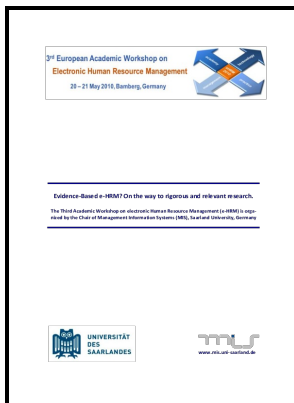 3rd European Academic Workshop on
Electronic Human Resource Management
20 – 21 May 2010, Bamberg, Germany
Evidence-Based e-HRM? On the way to rigorous and relevant research.
The Third Academic Workshop on electronic Human Resource Management (e-HRM) is orga-
nized by the Chair of Management Information Systems (MIS), Saarland University, Germany
UNIVERSITÄT
DES
SAARLANDES
www.mis.uni-saarland.de